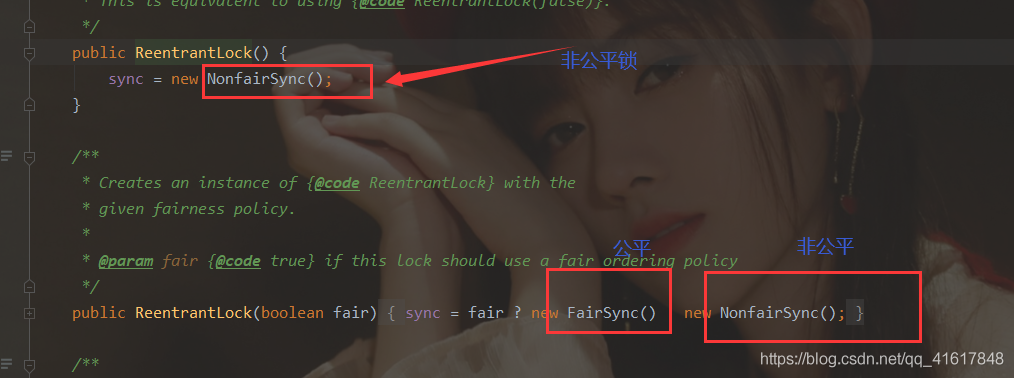 * This is equivalent to using {@code ReentrantLock(false)}.
*/
public ReentrantLock() {
sync = new NonfairSync();
非公平锁
}
/**
* Creates an instance of {@code ReentrantLock} with the
* given fairness policy.
*
* @param fair {@code true} if this lock should use a fair ordering policy
公平
非公平
*/
public ReentrantLock(boolean fair) { sync = fair ? new FairSync() new NonfairSync(); }
/**
https://blog.csdn.net/qq_41617848